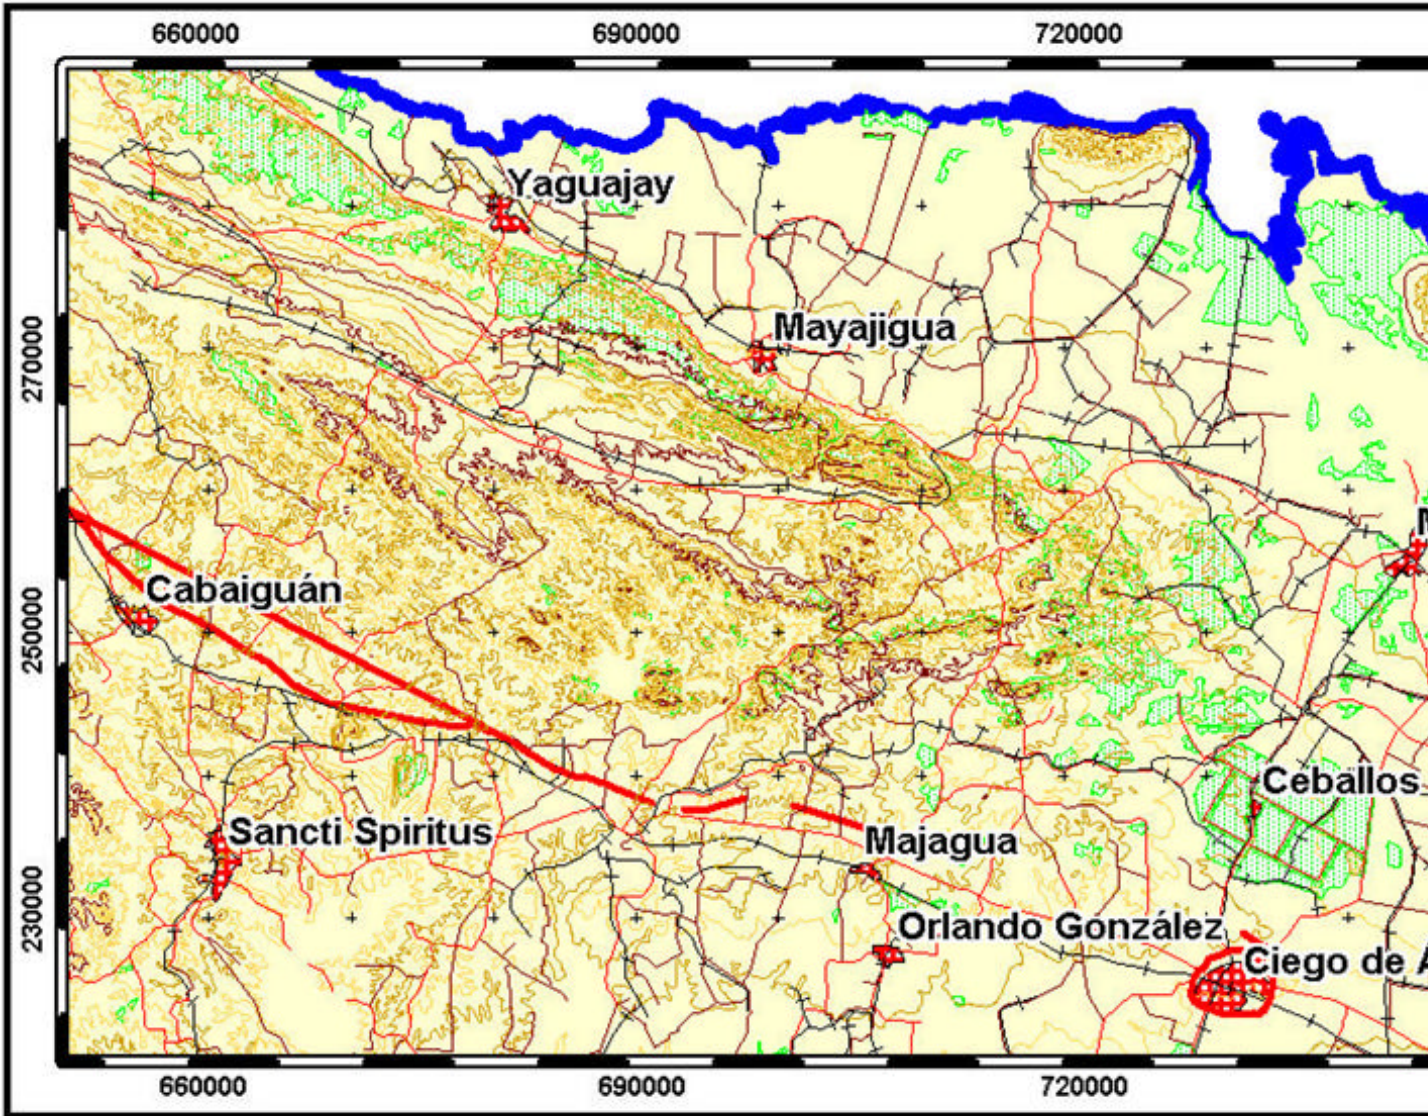 660000 690000 720000
Yaguajay
270000
Mayajigua
M
250000
Cabaiguán
Ceballos
Sancti Spiritus
Majagua
230000
Orlando González
Ciego de A
660000 690000 720000